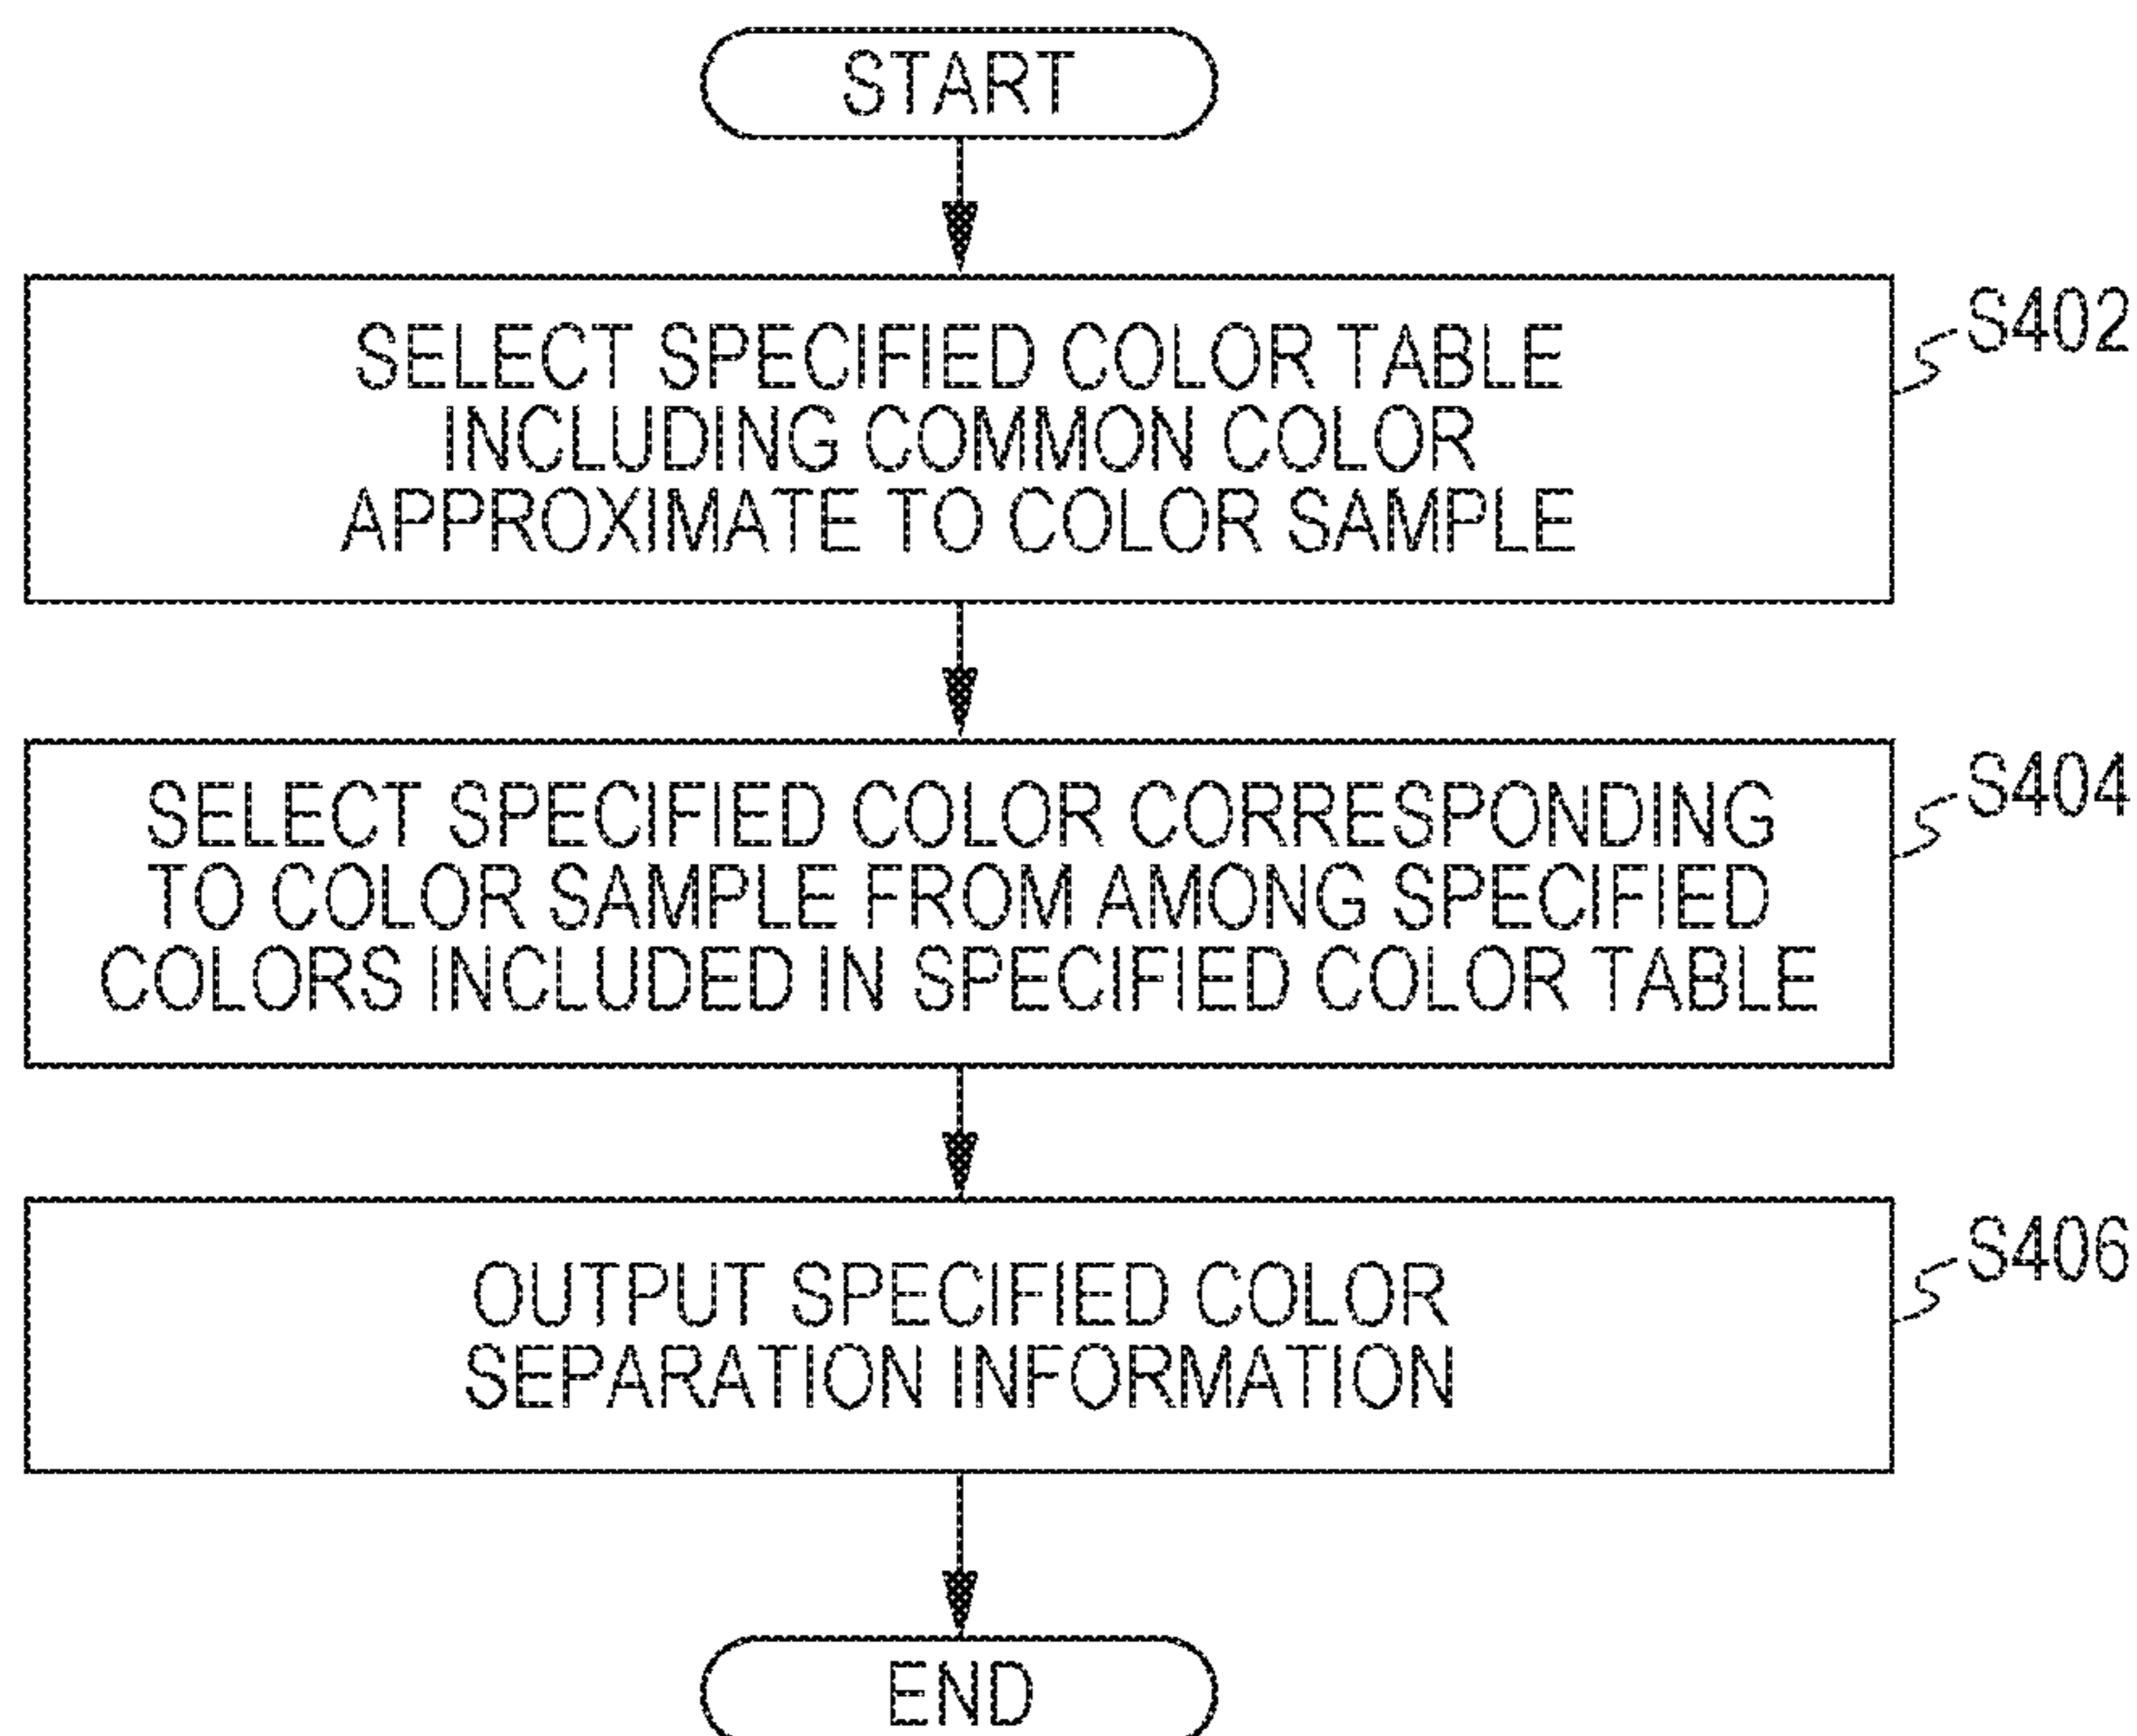 START
SELECT SPECIFIED COLOR TABLE
INCLUDING COMMON COLOR
APPROXIMATE TO COLOR SAMPLE
S402
SELECT SPECIFIED COLOR CORRESPONDING
TO COLOR SAMPLE FROM AMONG SPECIFIED
COLORS INCLUDED IN SPECIFIED COLOR TABLE
S404
OUTPUT SPECIFIED COLOR
SEPARATION INFORMATION
S406
END